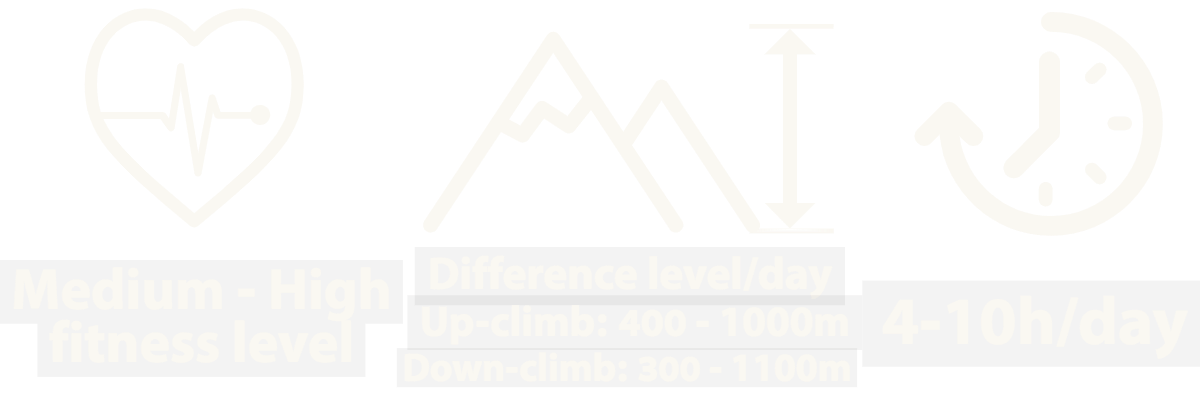 Medium - High
fitness level
Difference level/day
Up-climb: 400 - 1000m
Down-climb: 300 - 1100m
4-10h/day